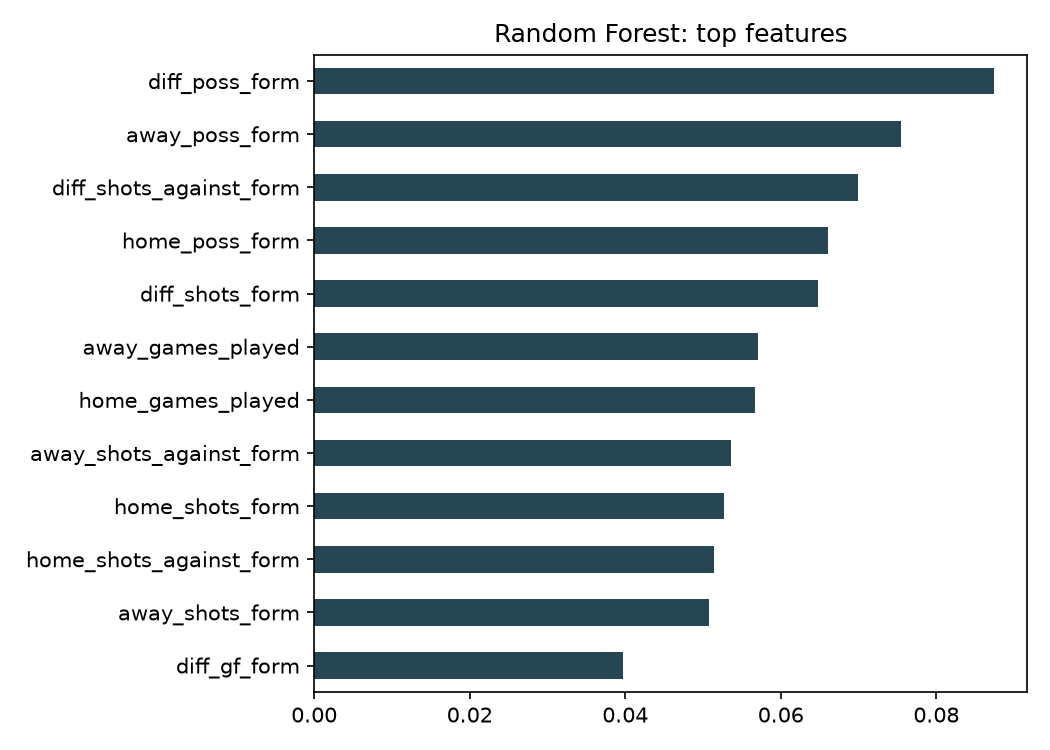 Random Forest: top features
diff_poss_form
away_poss_form
diff_shots_against_form
home_poss_form
diff_shots_form
away_games_played
home_games_played
away_shots_against_form
home_shots_form
home_shots_against_form
away_shots_form
diff_gf_form
0.00 0.02 0.04 0.06 0.08